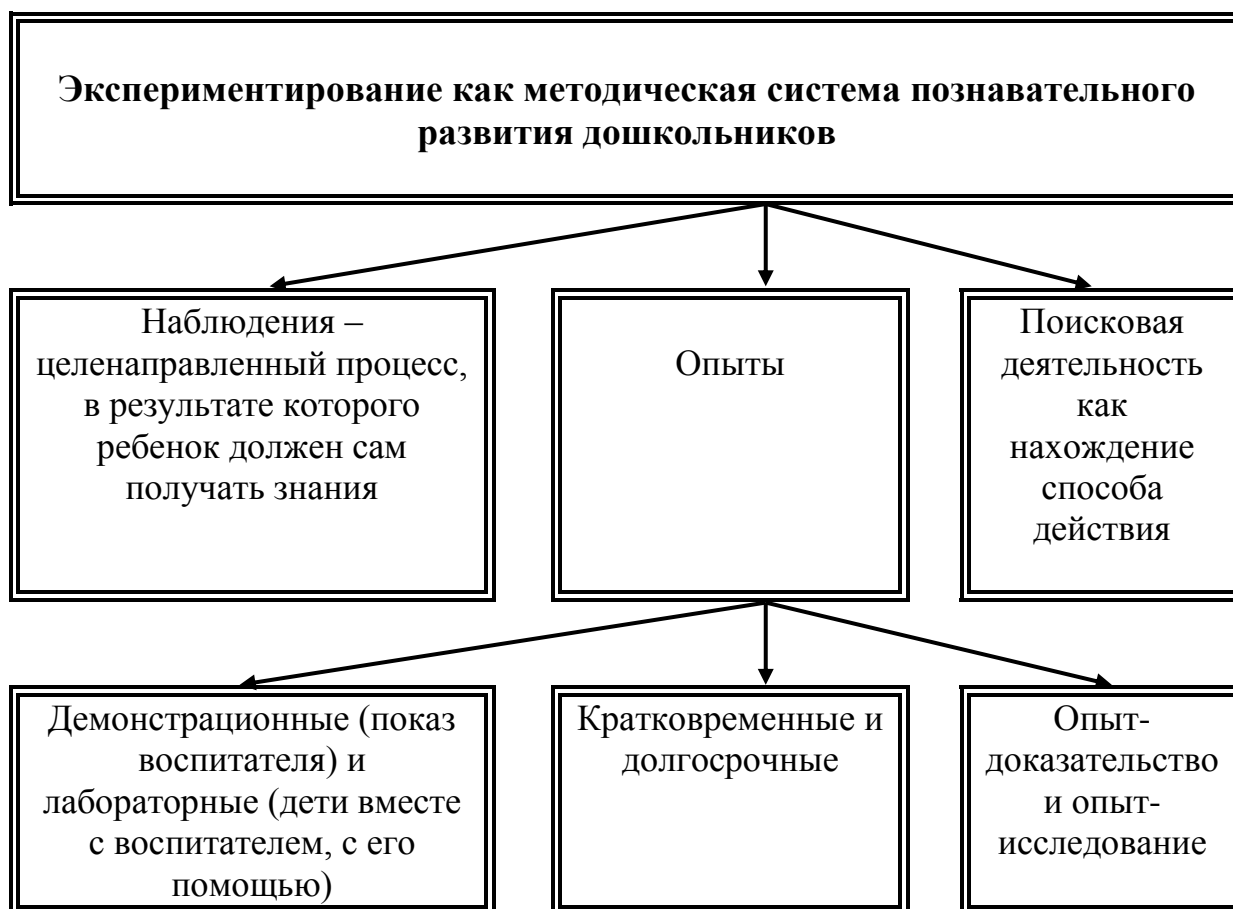 Экспериментирование как методическая система познавательного
развития дошкольников
Наблюдения –
целенаправленный процесс,
в результате которого
ребенок должен сам
получать знания
Опыты
Поисковая
деятельность
как
нахождение
способа
действия
Демонстрационные (показ
воспитателя) и
лабораторные (дети вместе
с воспитателем, с его
помощью)
Кратковременные и
долгосрочные
Опыт-
доказательство
и опыт-
исследование